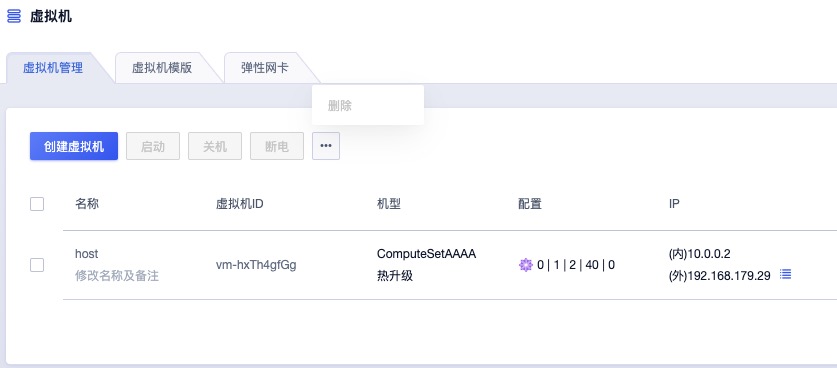 虚拟机
虚拟机管理 虚拟机模版 弹性网卡
删除
创建虚拟机 启动 关机 断电 •••
名称 虚拟机ID 机型 配置 IP
host vm-hxTh4gfGg ComputeSetAAAA 0 | 1 | 2 | 40 | 0 (内)10.0.0.2
修改名称及备注 热升级 (外)192.168.179.29